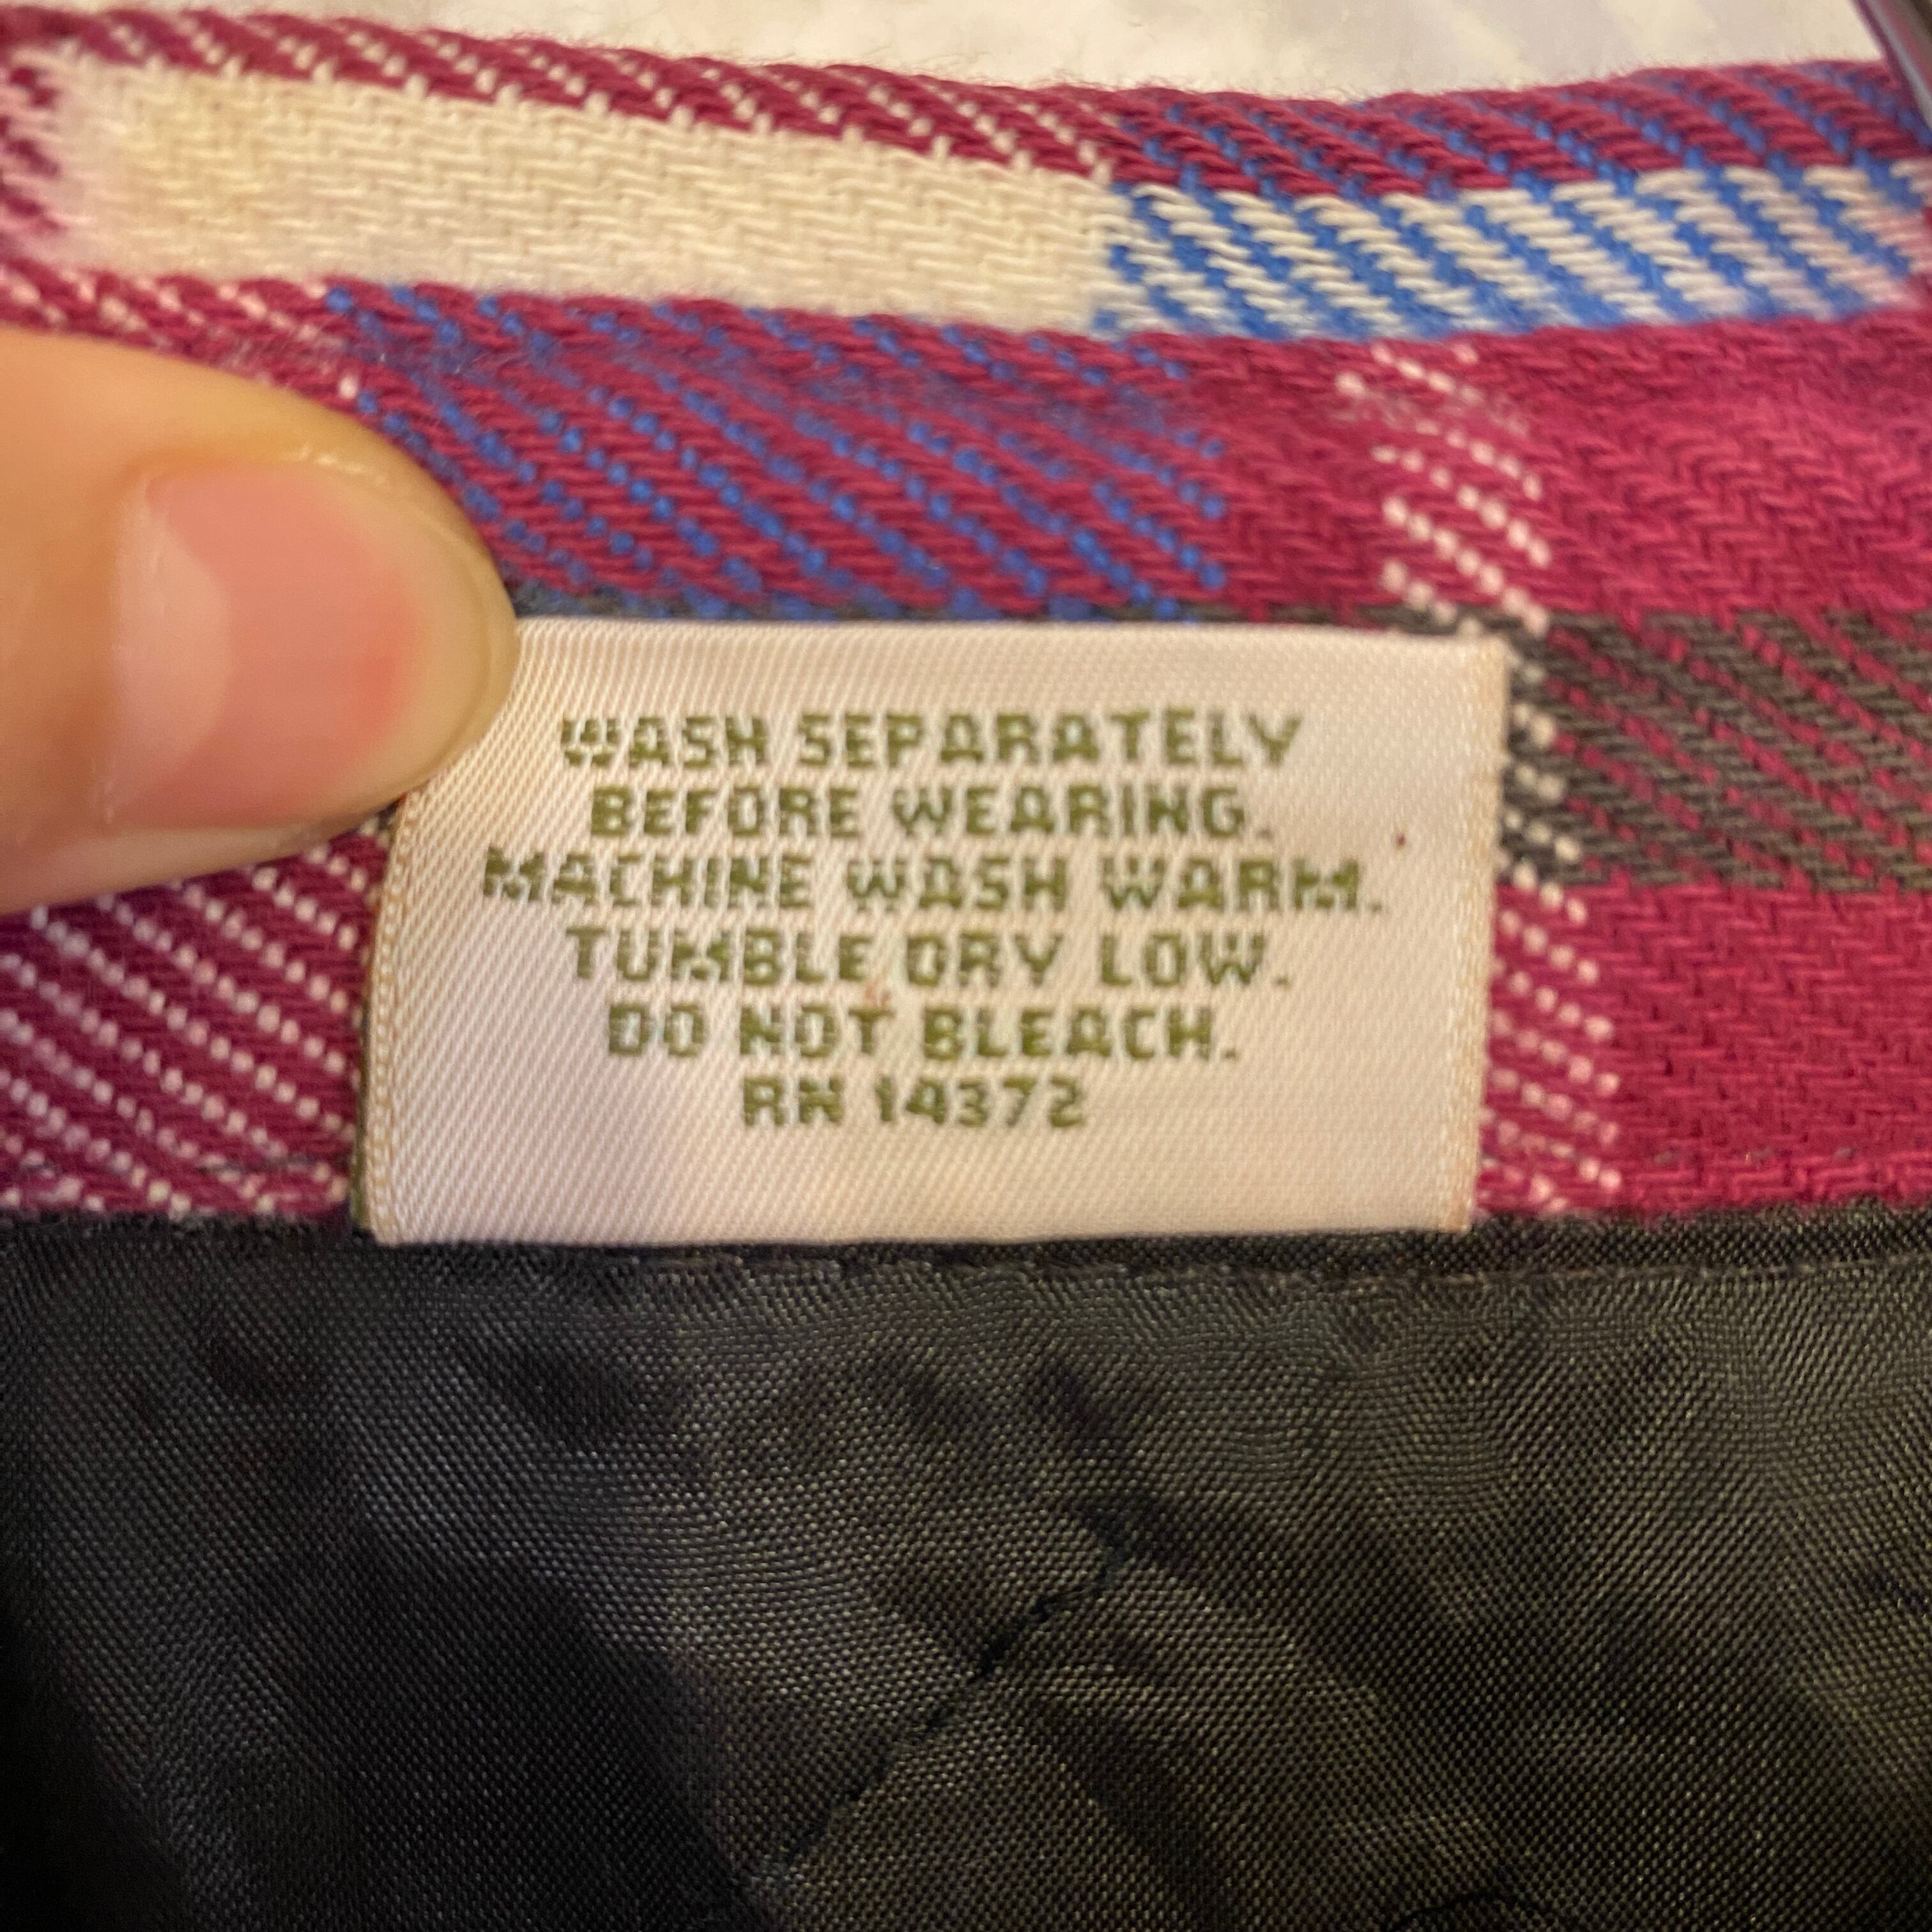 WASH SEPARATELY
BEFORE WEARING.
MACHINE WASH WARM.
TUMBLE DRY LOW.
DO NOT BLEACH.
RN 14372